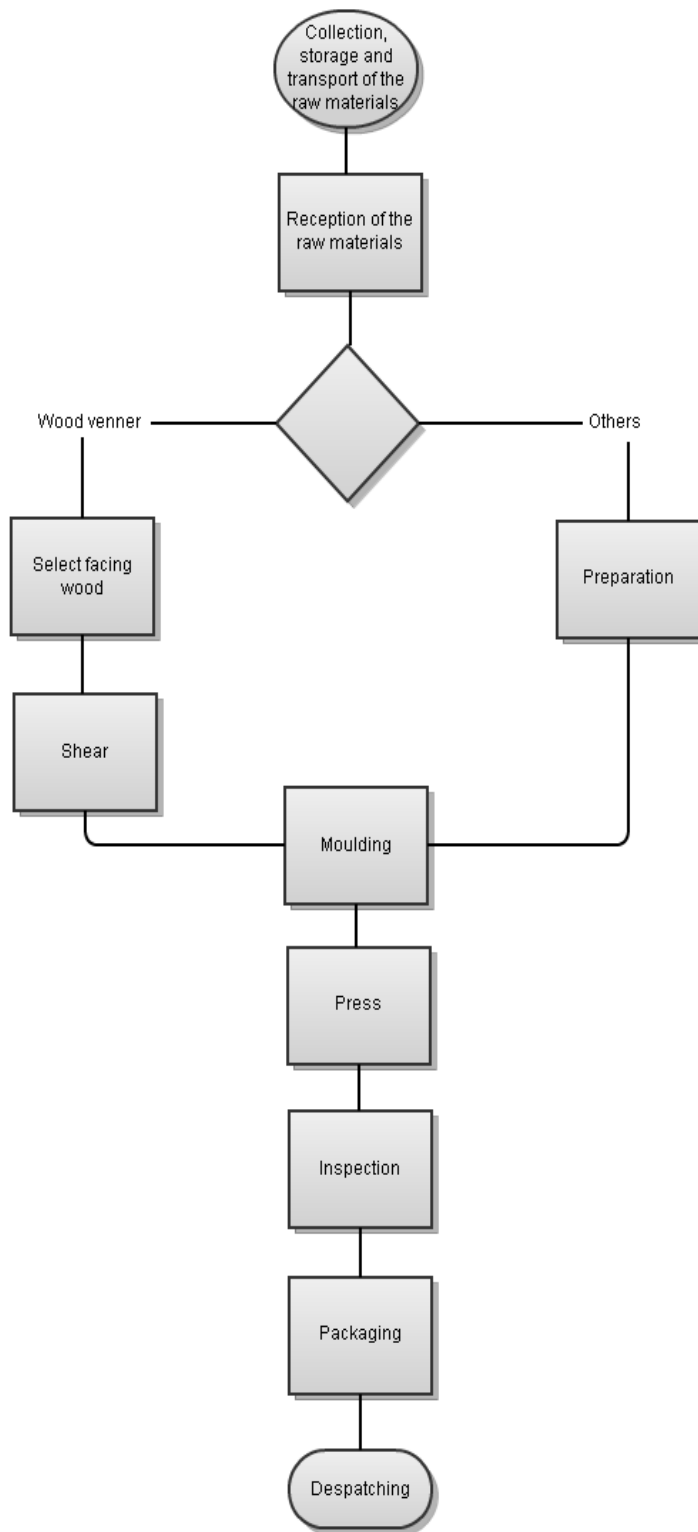 Collection,
storage and
transport of the
raw materials
Reception of the
raw materials
Wood venner
Others
Select facing
wood
Preparation
Shear
Moulding
Press
Inspection
Packaging
Despatching